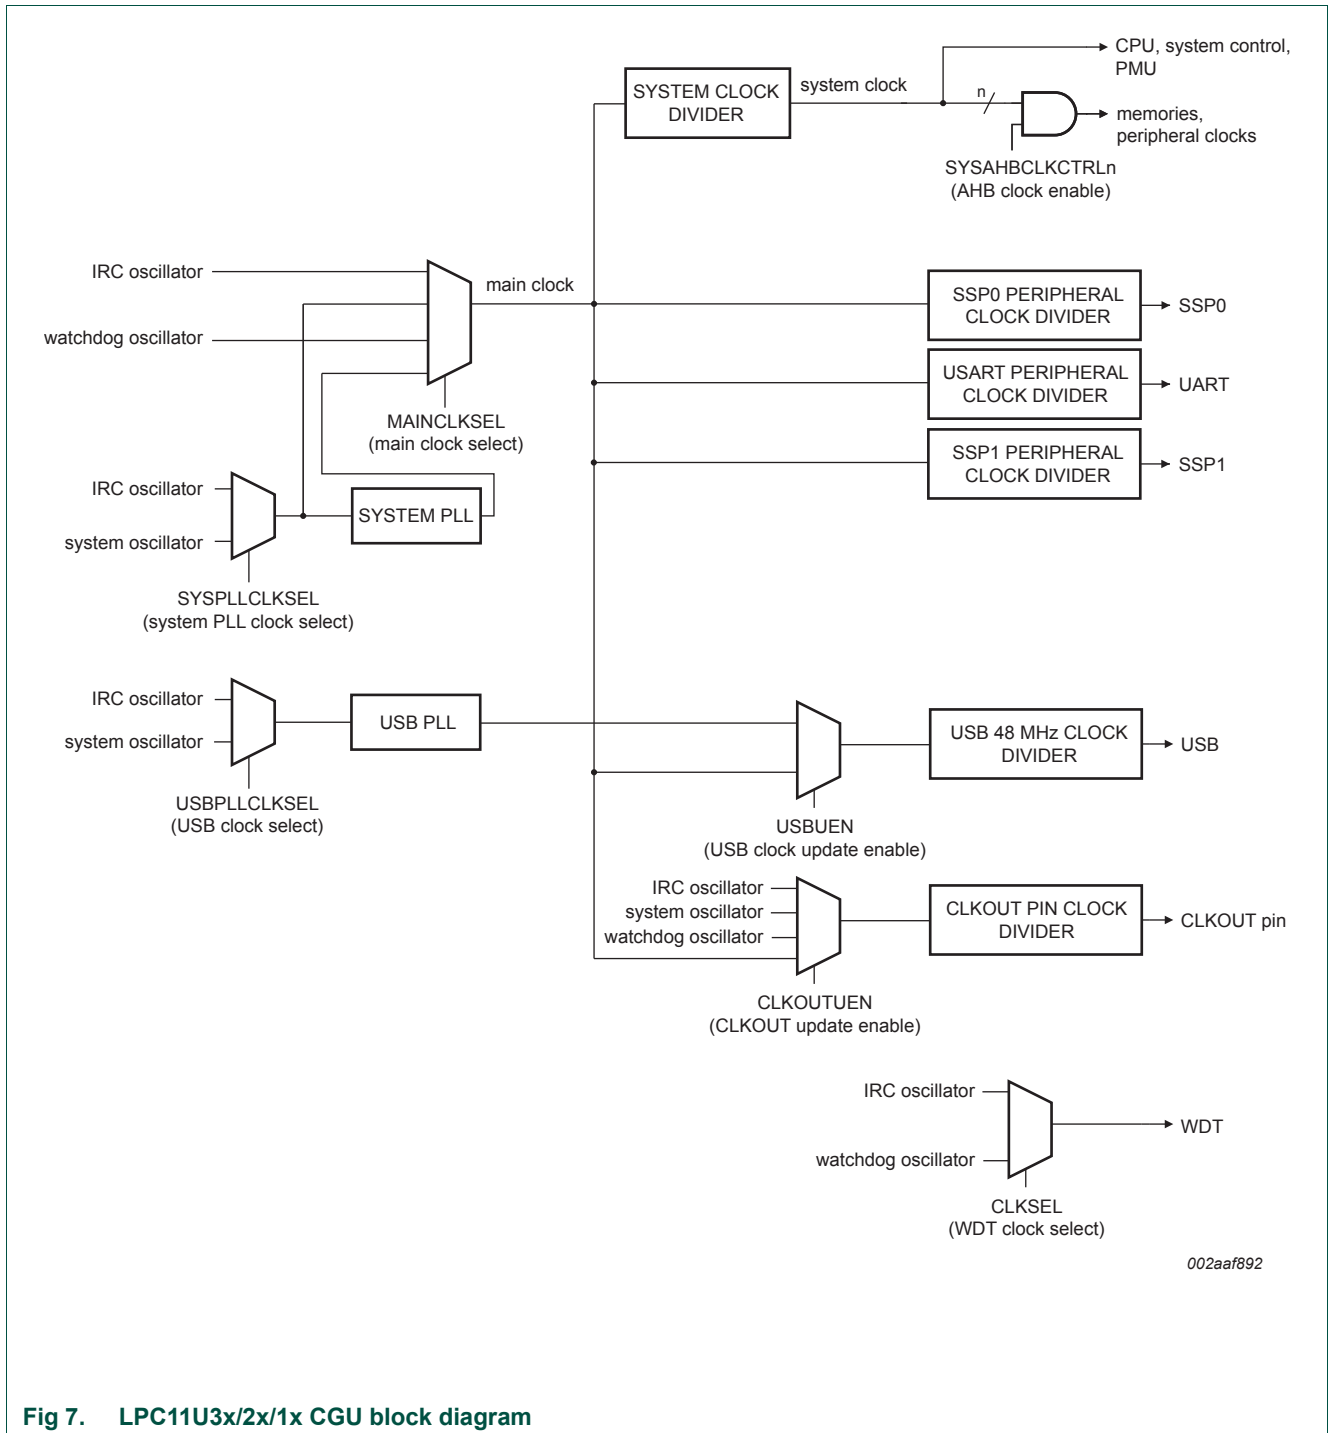 CPU, system control,
PMU
SYSTEM CLOCK
DIVIDER
system clock
n
memories,
peripheral clocks
SYSAHBCLKCTRLn
(AHB clock enable)
IRC oscillator
main clock
watchdog oscillator
MAINCLKSEL
(main clock select)
SSP0 PERIPHERAL
CLOCK DIVIDER
SSP0
USART PERIPHERAL
CLOCK DIVIDER
UART
SSP1 PERIPHERAL
CLOCK DIVIDER
SSP1
IRC oscillator
system oscillator
SYSTEM PLL
SYSPLLCLKSEL
(system PLL clock select)
IRC oscillator
system oscillator
USB PLL
USBPLLCLKSEL
(USB clock select)
USB 48 MHz CLOCK
DIVIDER
USB
USBUEN
(USB clock update enable)
IRC oscillator
system oscillator
watchdog oscillator
CLKOUT PIN CLOCK
DIVIDER
CLKOUT pin
CLKOUTUEN
(CLKOUT update enable)
IRC oscillator
watchdog oscillator
WDT
CLKSEL
(WDT clock select)
002aaf892
Fig 7. LPC11U3x/2x/1x CGU block diagram